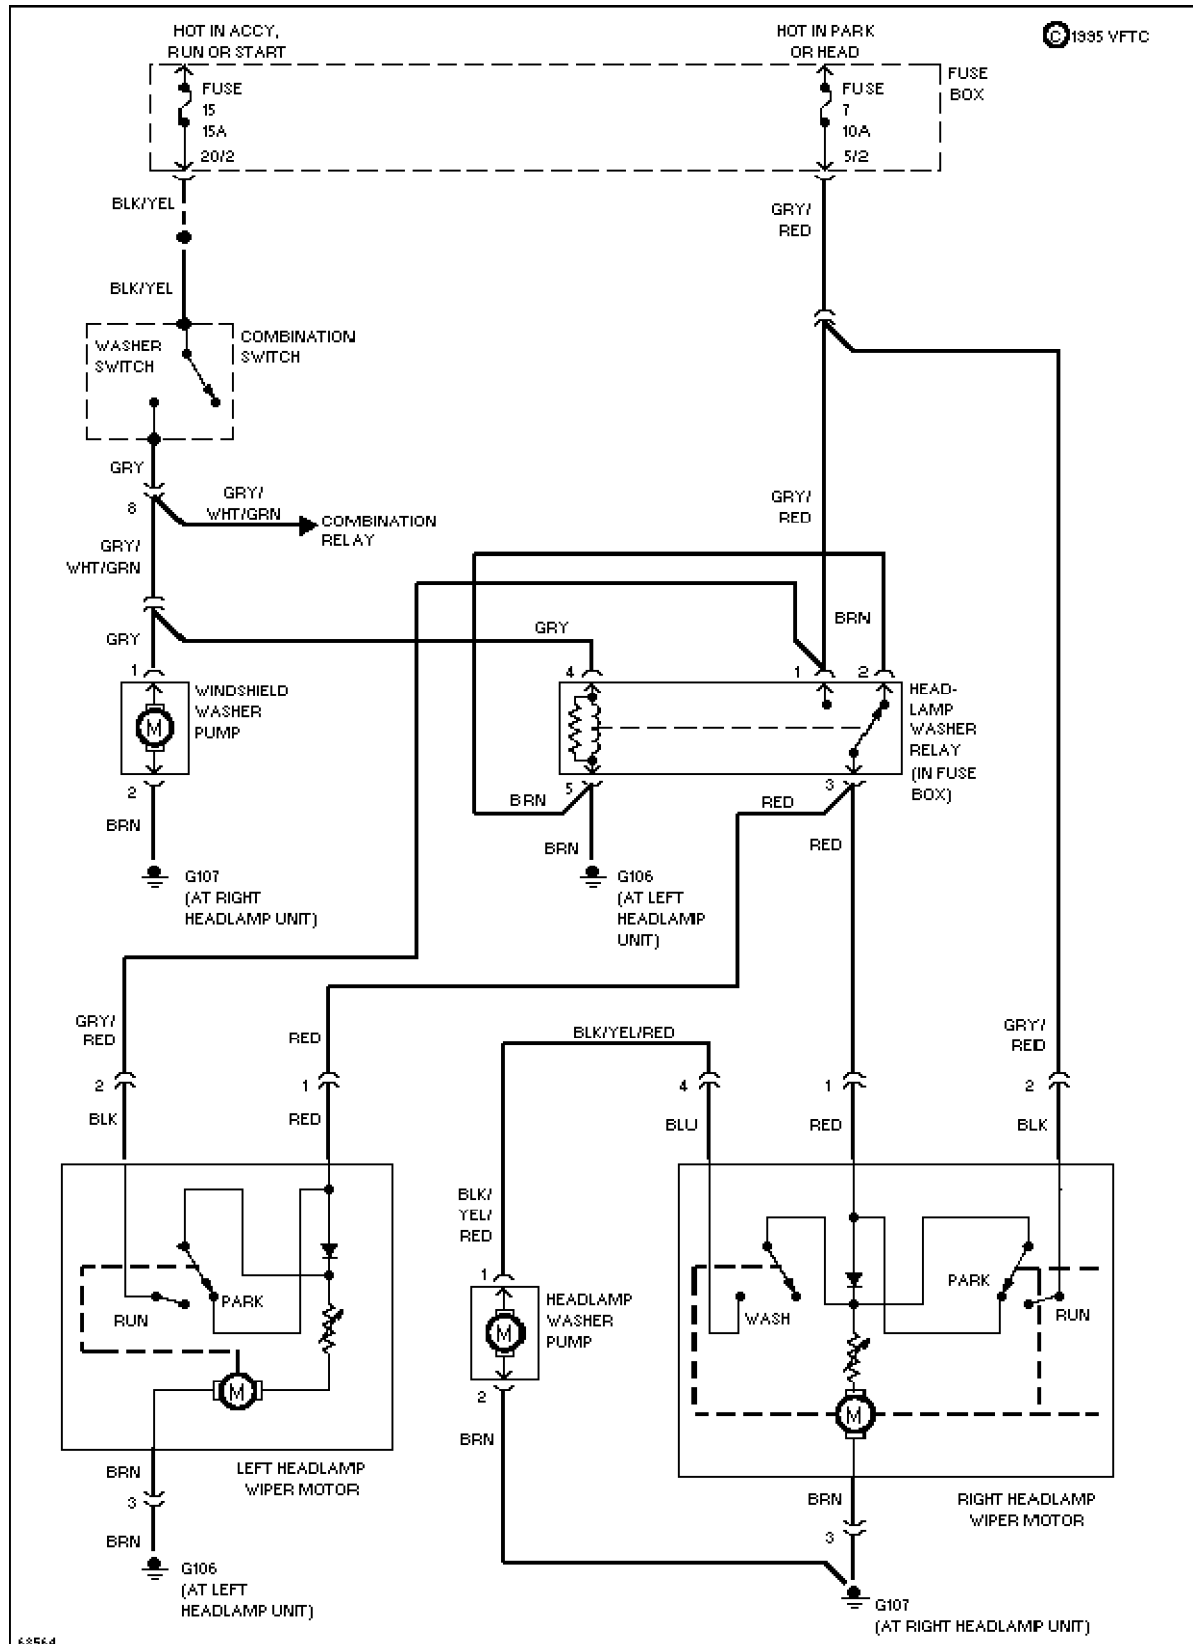 HOT IN ACCY,
RUN OR START
HOT IN PARK
OR HEAD
© 1995 VFTC
FUSE
15
15A
20/2
FUSE
7
10A
5/2
FUSE
BOX
BLK/YEL
GRY/
RED
BLK/YEL
WASHER
SWITCH
COMBINATION
SWITCH
GRY
8
GRY/
WHT/GRN
COMBINATION
RELAY
GRY/
RED
GRY/
WHT/GRN
GRY
GRY
BRN
1
4
1
2
M
WINDSHIELD
WASHER
PUMP
HEAD-
LAMP
WASHER
RELAY
(IN FUSE
BOX)
2
5
3
BRN
RED
BRN
BRN
RED
G107
(AT RIGHT
HEADLAMP UNIT)
G106
(AT LEFT
HEADLAMP
UNIT)
GRY/
RED
RED
BLK/YEL/RED
GRY/
RED
2
1
4
1
2
BLK
RED
BLU
RED
BLK
BLK/
YEL/
RED
PARK
RUN
M
1
M
HEADLAMP
WASHER
PUMP
2
WASH
PARK
RUN
M
BRN
LEFT HEADLAMP
WIPER MOTOR
BRN
3
BRN
G106
(AT LEFT
HEADLAMP UNIT)
BRN
3
RIGHT HEADLAMP
WIPER MOTOR
G107
(AT RIGHT HEADLAMP UNIT)
68564